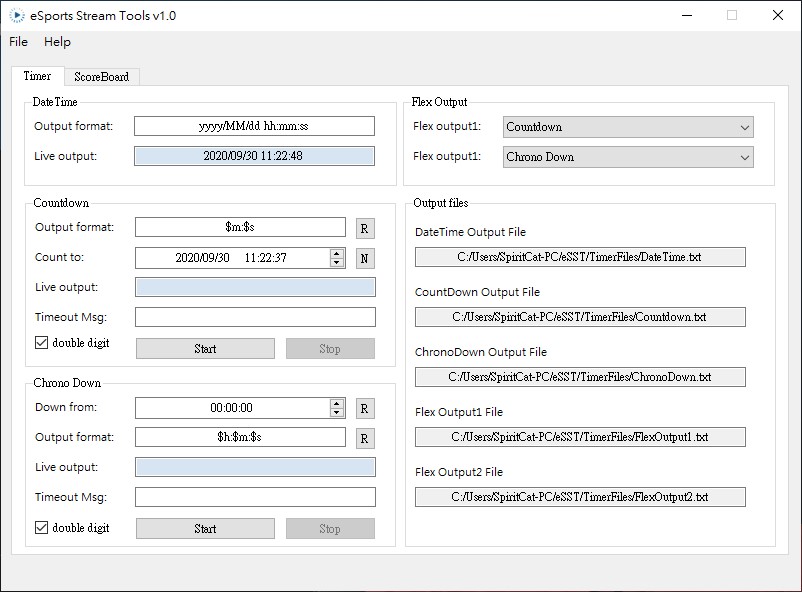 eSports Stream Tools v1.0
File Help
Timer ScoreBoard
DateTime
Output format: yyyy/MM/dd hh:mm:ss
Live output: 2020/09/30 11:22:48
Flex Output
Flex output1: Countdown
Flex output1: Chrono Down
Countdown
Output format: $m:$s R
Count to: 2020/09/30 11:22:37 N
Live output:
Timeout Msg:
double digit Start Stop
Chrono Down
Down from: 00:00:00 R
Output format: $h:$m:$s R
Live output:
Timeout Msg:
double digit Start Stop
Output files
DateTime Output File
C:/Users/SpiritCat-PC/eSST/TimerFiles/DateTime.txt
CountDown Output File
C:/Users/SpiritCat-PC/eSST/TimerFiles/Countdown.txt
ChronoDown Output File
C:/Users/SpiritCat-PC/eSST/TimerFiles/ChronoDown.txt
Flex Output1 File
C:/Users/SpiritCat-PC/eSST/TimerFiles/FlexOutput1.txt
Flex Output2 File
C:/Users/SpiritCat-PC/eSST/TimerFiles/FlexOutput2.txt